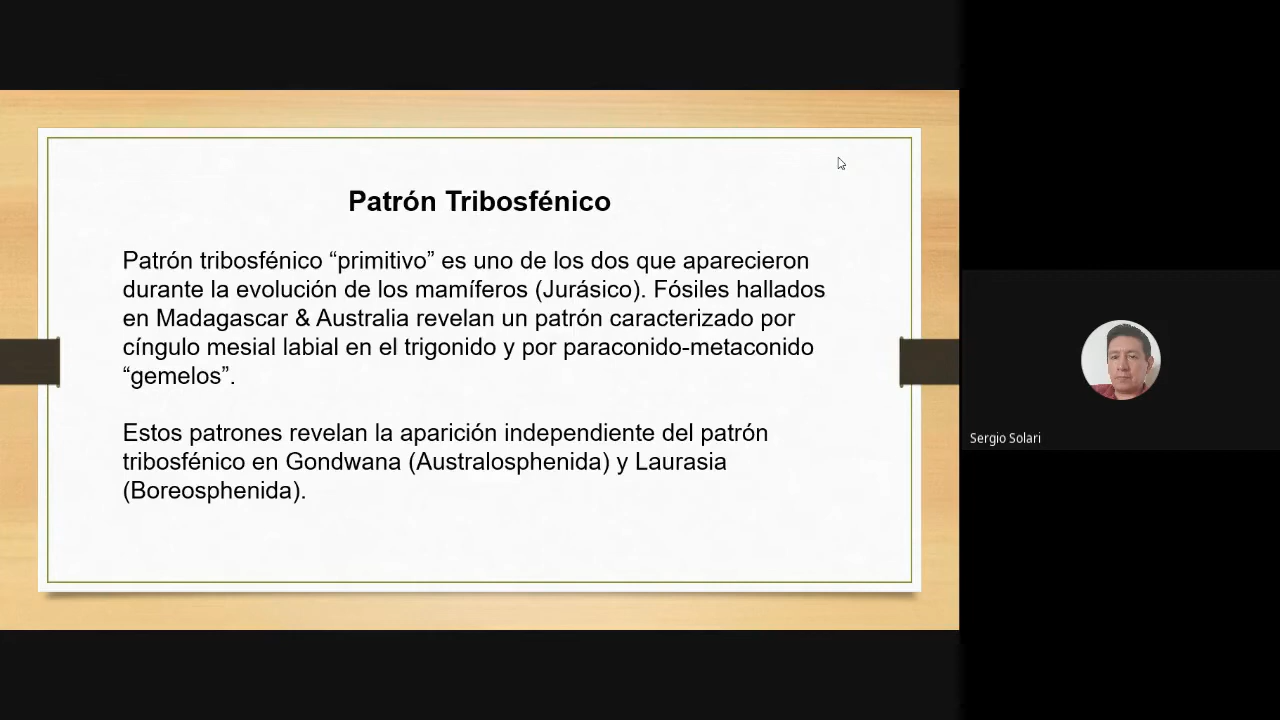 Patrón Tribosfénico
Patrón tribosfénico “primitivo” es uno de los dos que aparecieron
durante la evolución de los mamíferos (Jurásico). Fósiles hallados
en Madagascar & Australia revelan un patrón caracterizado por
cíngulo mesial labial en el trigonido y por paraconido-metaconido
“gemelos”.
Estos patrones revelan la aparición independiente del patrón
tribosfénico en Gondwana (Australosphenida) y Laurasia
(Boreosphenida).
Sergio Solari